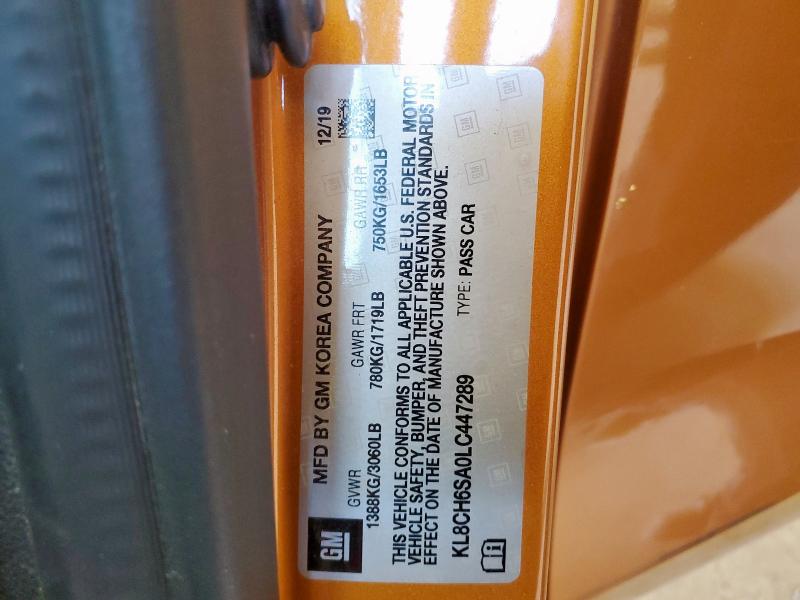 GM
MFD BY GM KOREA COMPANY 12/19
GVWR GAWR FRT GAWR RR
1388KG/3060LB 780KG/1719LB 750KG/1653LB
THIS VEHICLE CONFORMS TO ALL APPLICABLE U.S. FEDERAL MOTOR
VEHICLE SAFETY, BUMPER, AND THEFT PREVENTION STANDARDS IN
EFFECT ON THE DATE OF MANUFACTURE SHOWN ABOVE.
KL8CH6SA0LC447289 TYPE: PASS CAR